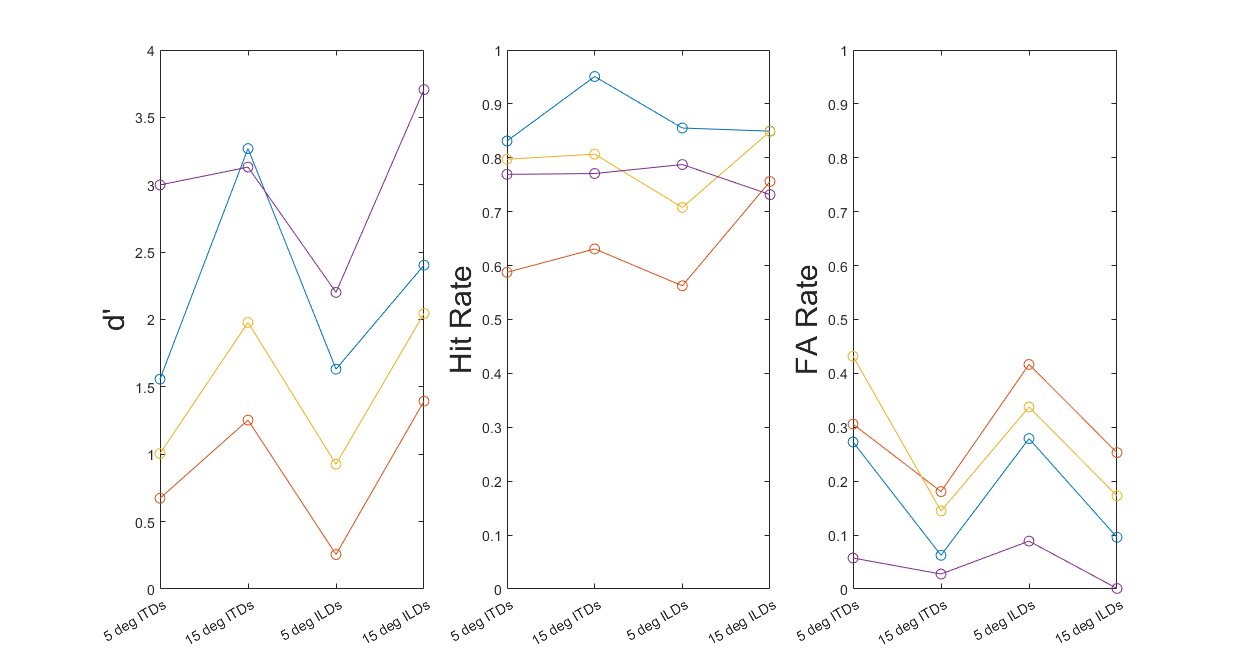 d'
4
3.5
3
2.5
2
1.5
1
0.5
0
5 deg ITDs
15 deg ITDs
5 deg ILDs
15 deg ILDs
Hit Rate
1
0.9
0.8
0.7
0.6
0.5
0.4
0.3
0.2
0.1
0
5 deg ITDs
15 deg ITDs
5 deg ILDs
15 deg ILDs
FA Rate
1
0.9
0.8
0.7
0.6
0.5
0.4
0.3
0.2
0.1
0
5 deg ITDs
15 deg ITDs
5 deg ILDs
15 deg ILDs